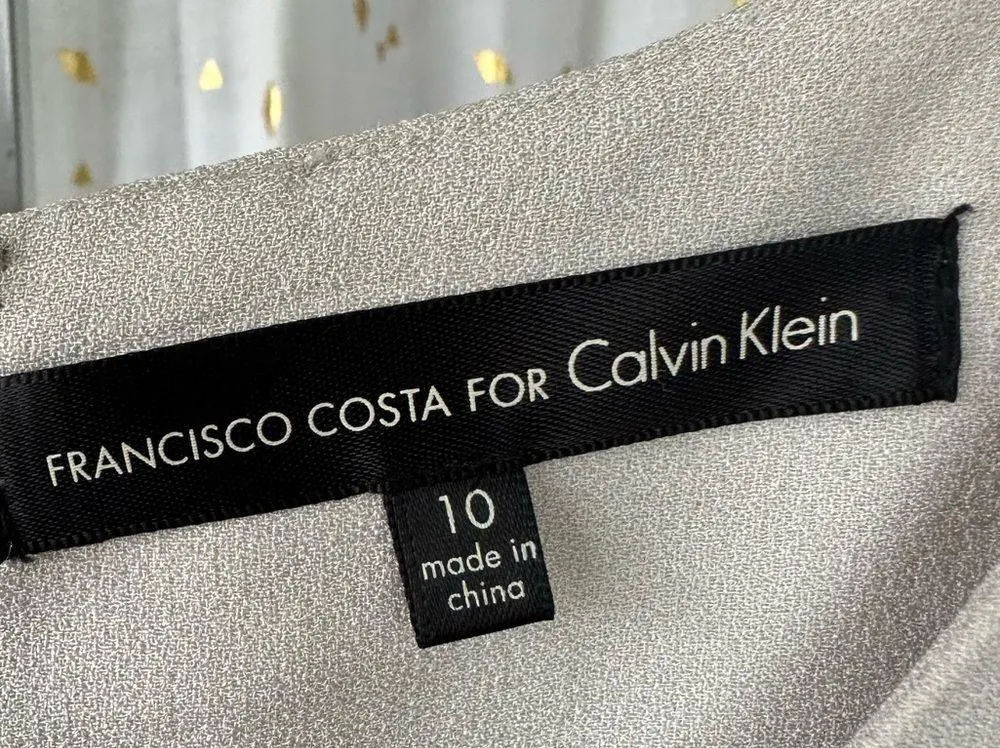 FRANCISCO COSTA FOR Calvin Klein
10
made in
china